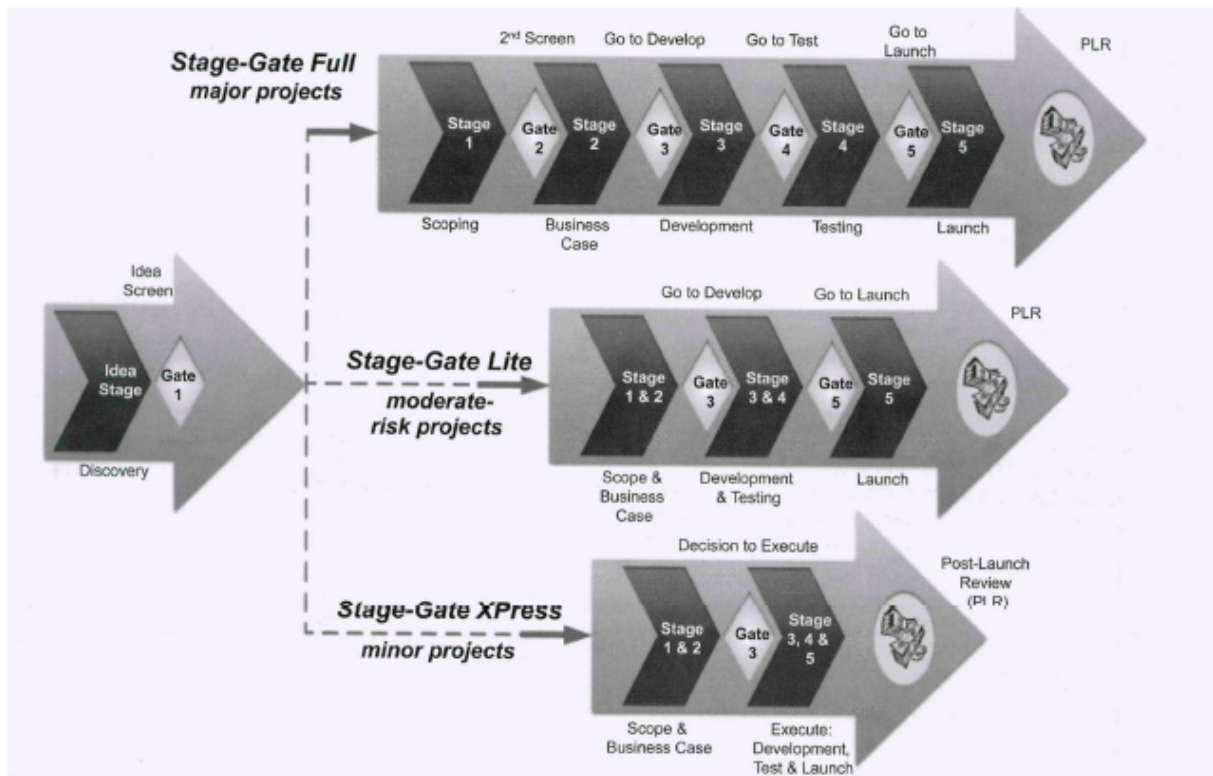 2nd Screen
Go to Develop
Go to Test
Go to
Launch
PLR
Stage-Gate Full
major projects
Stage
1
Gate
2
Stage
2
Gate
3
Stage
3
Gate
4
Stage
4
Gate
5
Stage
5
Scoping
Business
Case
Development
Testing
Launch
Idea
Screen
Idea
Stage
Gate
1
Discovery
Go to Develop
Go to Launch
PLR
Stage-Gate Lite
moderate-
risk projects
Stage
1 & 2
Gate
3
Stage
3 & 4
Gate
5
Stage
5
Scope &
Business
Case
Development
& Testing
Launch
Decision to Execute
Post-Launch
Review
(PLR)
Stage-Gate XPress
minor projects
Stage
1 & 2
Gate
3
Stage
3, 4 &
5
Scope &
Business Case
Execute:
Development,
Test & Launch